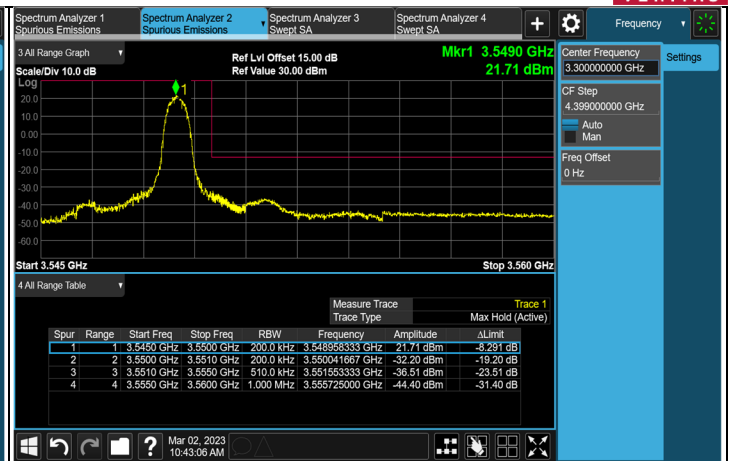 Spectrum Analyzer 1
Spurious Emissions
Spectrum Analyzer 2
Spurious Emissions
Spectrum Analyzer 3
Swept SA
Spectrum Analyzer 4
Swept SA
+
Frequency
3 All Range Graph
Scale/Div 10.0 dB
Ref Lvl Offset 15.00 dB
Ref Value 30.00 dBm
Mkr1 3.5490 GHz
21.71 dBm
Log
1
20.0
10.0
0.00
-10.0
-20.0
-30.0
-40.0
-50.0
-60.0
Start 3.545 GHz
Stop 3.560 GHz
Center Frequency
3.300000000 GHz
Settings
CF Step
4.399000000 GHz
Auto
Man
Freq Offset
0 Hz
4 All Range Table
Measure Trace Trace 1
Trace Type Max Hold (Active)
Spur Range Start Freq Stop Freq RBW Frequency Amplitude ΔLimit
1 1 3.5450 GHz 3.5500 GHz 200.0 kHz 3.548958333 GHz 21.71 dBm -8.291 dB
2 2 3.5500 GHz 3.5510 GHz 200.0 kHz 3.550041667 GHz -32.20 dBm -19.20 dB
3 3 3.5510 GHz 3.5550 GHz 510.0 kHz 3.551553333 GHz -36.51 dBm -23.51 dB
4 4 3.5550 GHz 3.5600 GHz 1.000 MHz 3.555725000 GHz -44.40 dBm -31.40 dB
?
Mar 02, 2023
10:43:06 AM